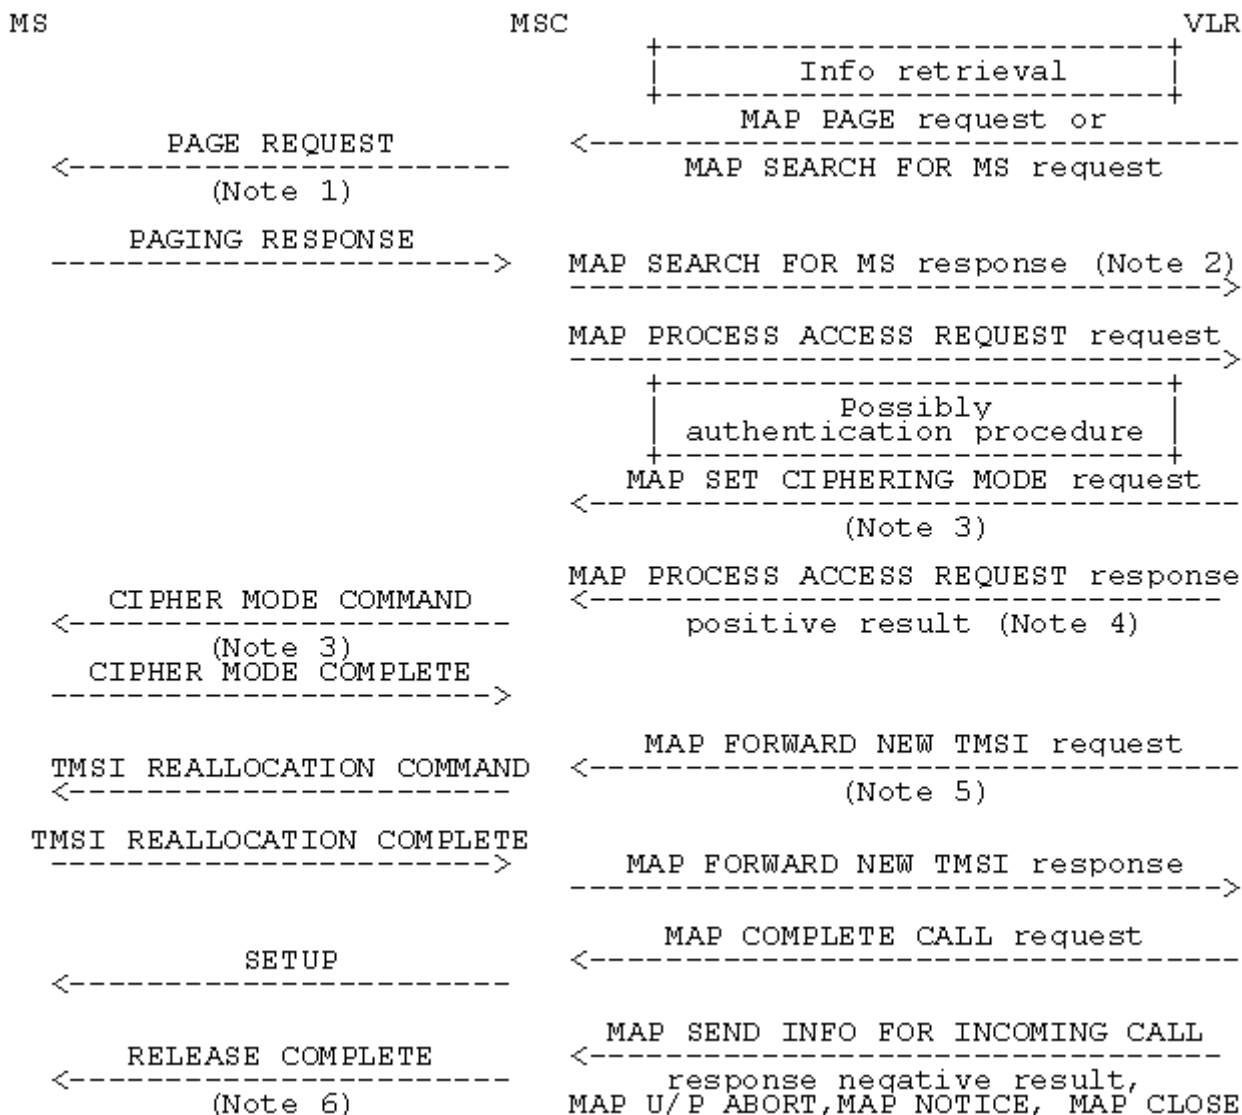 MS MSC VLR
Info retrieval
MAP PAGE request or
PAGE REQUEST
MAP SEARCH FOR MS request
(Note 1)
PAGING RESPONSE
MAP SEARCH FOR MS response (Note 2)
MAP PROCESS ACCESS REQUEST request
Possibly
authentication procedure
MAP SET CIPHERING MODE request
(Note 3)
MAP PROCESS ACCESS REQUEST response
CIPHER MODE COMMAND
positive result (Note 4)
(Note 3)
CIPHER MODE COMPLETE
MAP FORWARD NEW TMSI request
TMSI REALLOCATION COMMAND
(Note 5)
TMSI REALLOCATION COMPLETE
MAP FORWARD NEW TMSI response
MAP COMPLETE CALL request
SETUP
MAP SEND INFO FOR INCOMING CALL
RELEASE COMPLETE
response negative result,
(Note 6)
MAP U/P ABORT,MAP NOTICE, MAP CLOSE